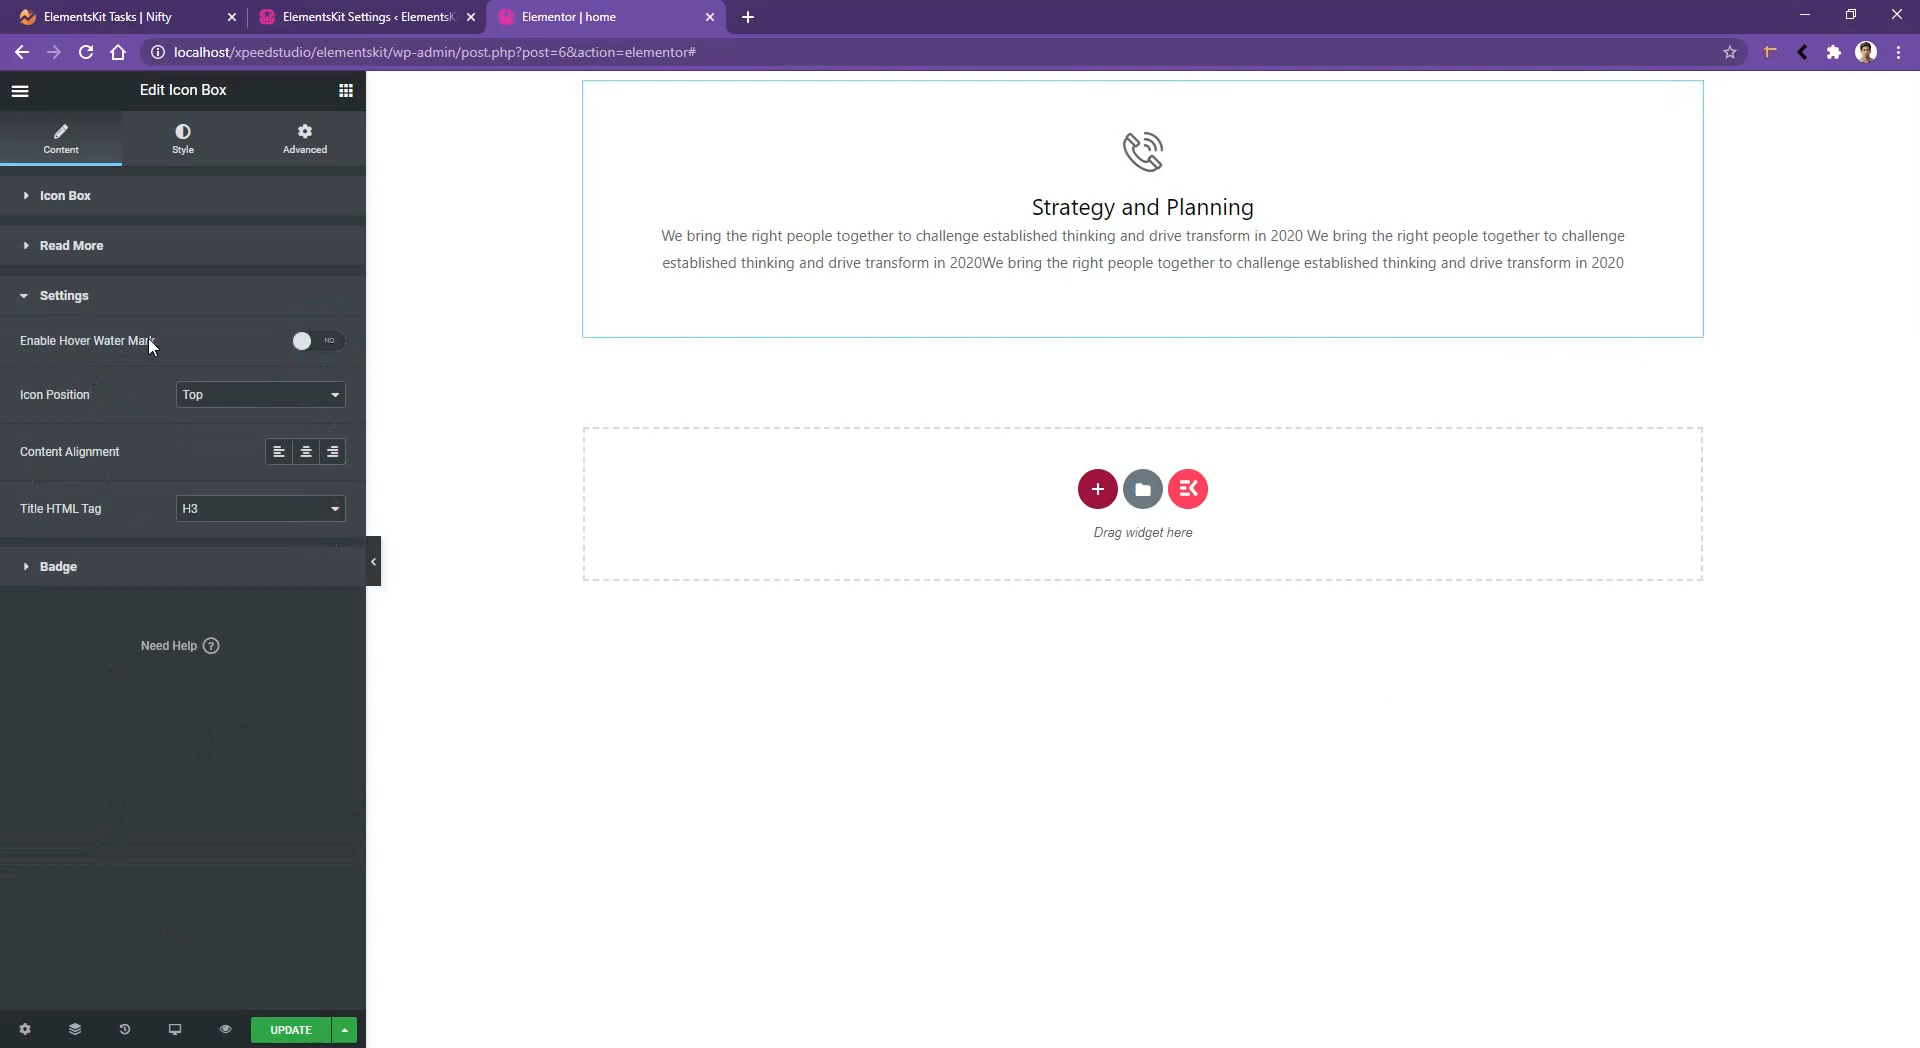 ElementsKit Tasks | Nifty
ElementsKit Settings ‹ ElementsK
Elementor | home
localhost/xpeedstudio/elementskit/wp-admin/post.php?post=6&action=elementor#
Edit Icon Box
Content
Style
Advanced
Icon Box
Read More
Settings
Enable Hover Water Mark
NO
Icon Position
Top
Content Alignment
Title HTML Tag
H3
Badge
Need Help ?
UPDATE
Strategy and Planning
We bring the right people together to challenge established thinking and drive transform in 2020 We bring the right people together to challenge
established thinking and drive transform in 2020We bring the right people together to challenge established thinking and drive transform in 2020
Drag widget here